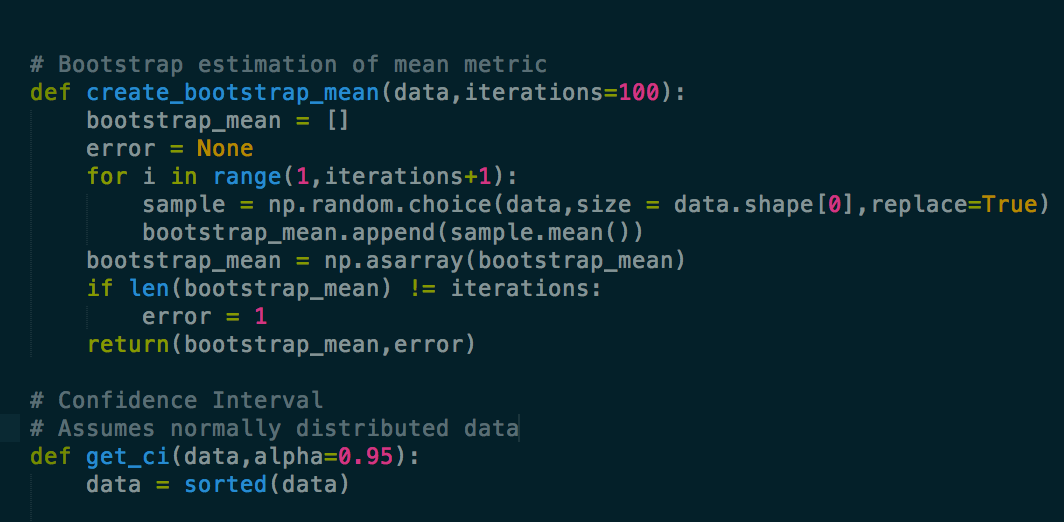 # Bootstrap estimation of mean metric
def create_bootstrap_mean(data,iterations=100):
    bootstrap_mean = []
    error = None
    for i in range(1,iterations+1):
        sample = np.random.choice(data,size = data.shape[0],replace=True)
        bootstrap_mean.append(sample.mean())
    bootstrap_mean = np.asarray(bootstrap_mean)
    if len(bootstrap_mean) != iterations:
        error = 1
    return(bootstrap_mean,error)

# Confidence Interval
# Assumes normally distributed data
def get_ci(data,alpha=0.95):
    data = sorted(data)